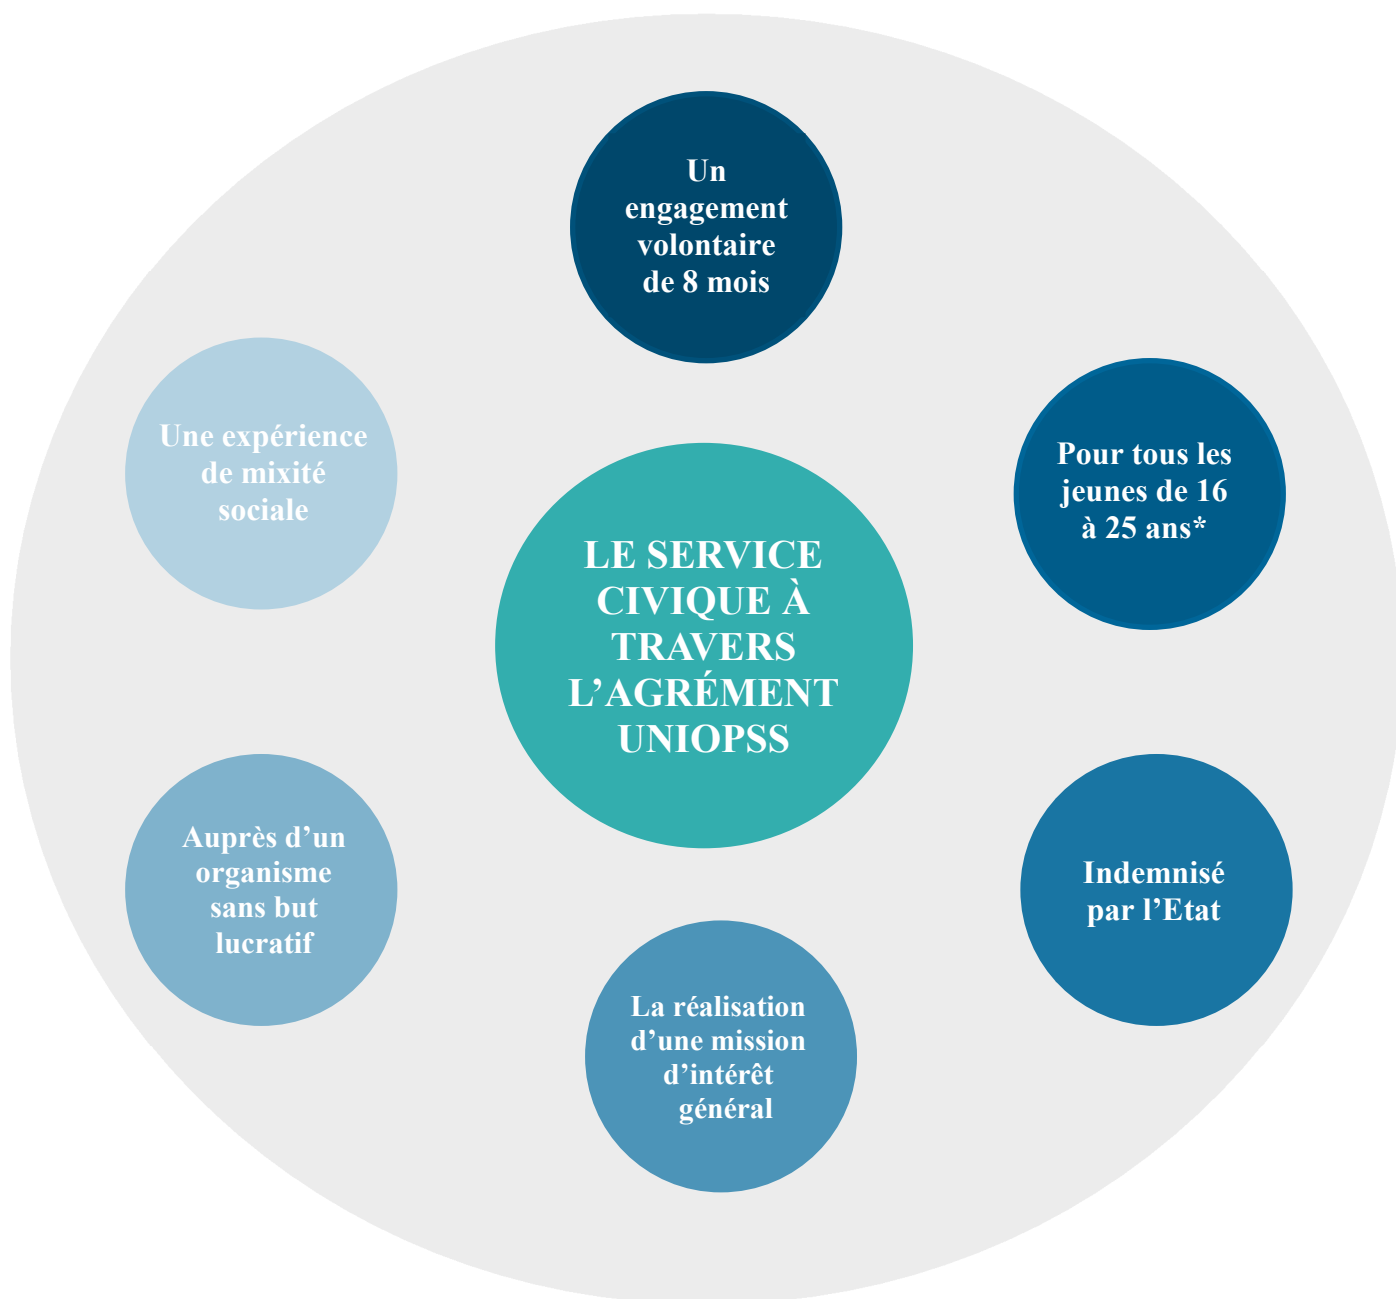 Un
engagement
volontaire
de 8 mois
Pour tous les
jeunes de 16
à 25 ans*
Indemnisé
par l’Etat
La réalisation
d’une mission
d’intérêt
général
Auprès d’un
organisme
sans but
lucratif
Une expérience
de mixité
sociale
LE SERVICE
CIVIQUE À
TRAVERS
L’AGRÉMENT
UNIOPSS